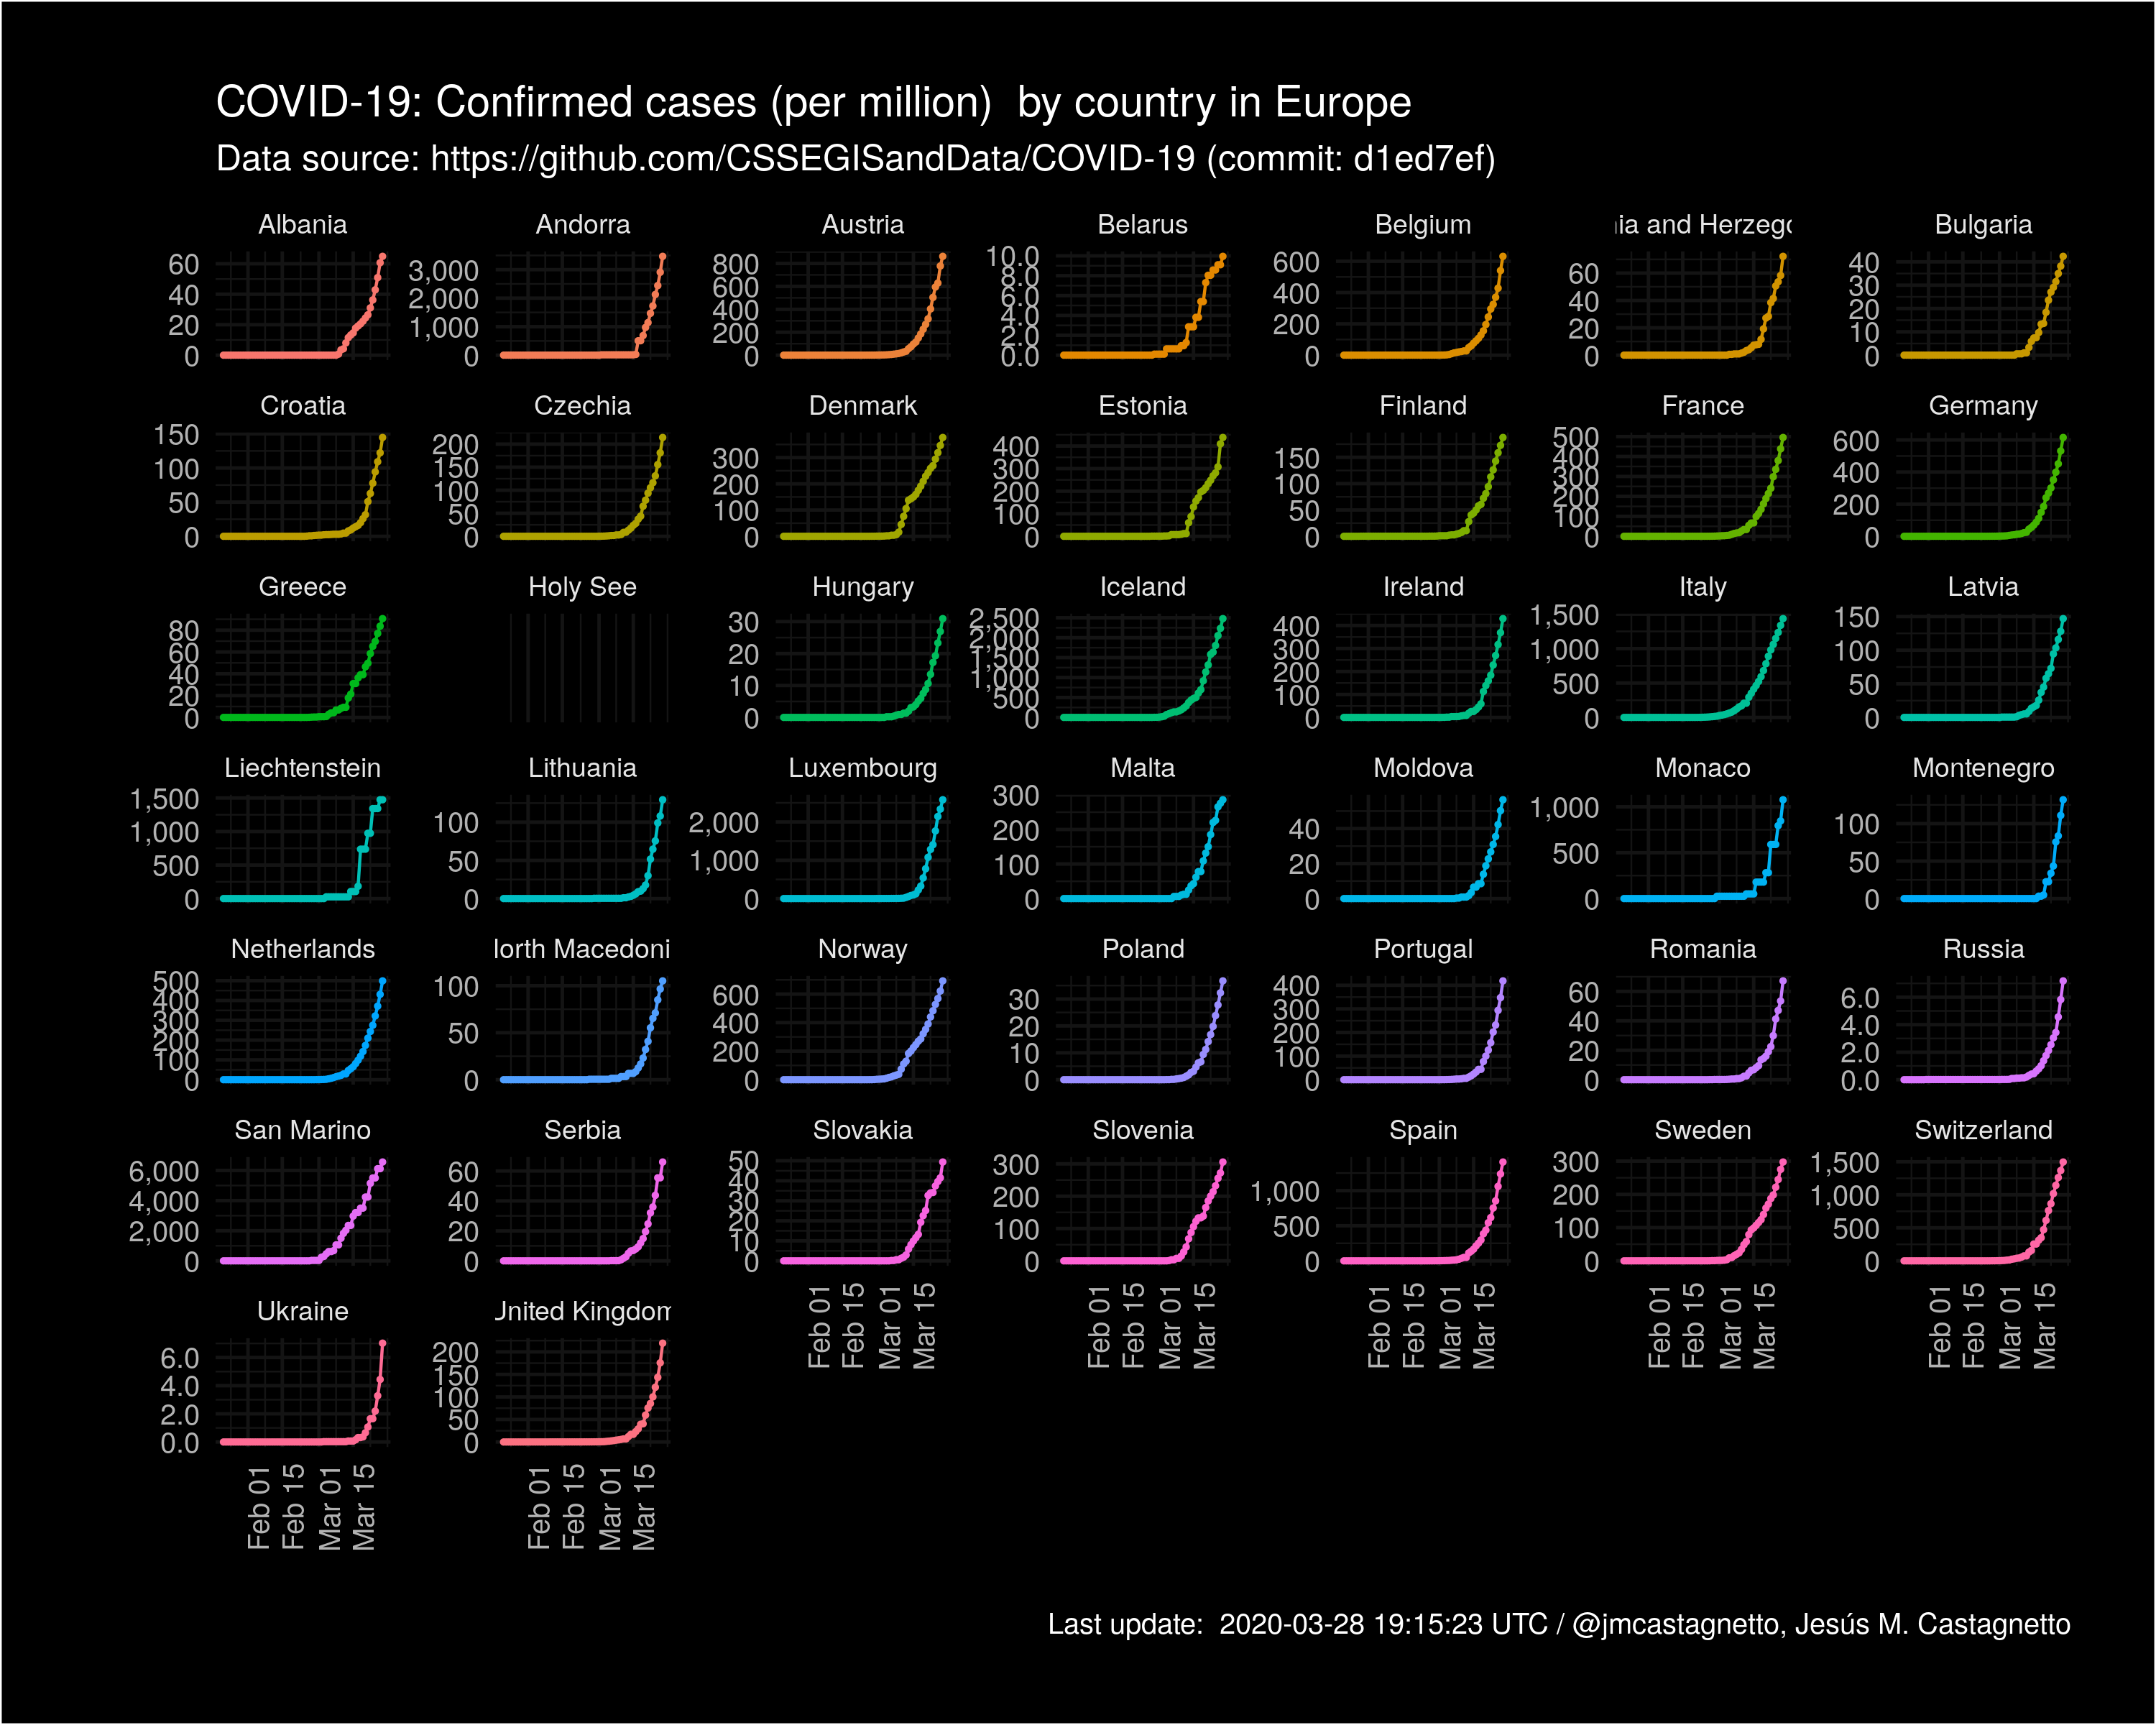 COVID-19: Confirmed cases (per million)  by country in Europe
Data source: https://github.com/CSSEGISandData/COVID-19 (commit: d1ed7ef)
Albania
60
40
20
0
Andorra
3,000
2,000
1,000
0
Austria
800
600
400
200
0
Belarus
10.0
8.0
6.0
4.0
2.0
0.0
Belgium
600
400
200
0
nia and Herzego
60
40
20
0
Bulgaria
40
30
20
10
0
Croatia
150
100
50
0
Czechia
200
150
100
50
0
Denmark
300
200
100
0
Estonia
400
300
200
100
0
Finland
150
100
50
0
France
500
400
300
200
100
0
Germany
600
400
200
0
Greece
80
60
40
20
0
Holy See
Hungary
30
20
10
0
Iceland
2,500
2,000
1,500
1,000
500
0
Ireland
400
300
200
100
0
Italy
1,500
1,000
500
0
Latvia
150
100
50
0
Liechtenstein
1,500
1,000
500
0
Lithuania
100
50
0
Luxembourg
2,000
1,000
0
Malta
300
200
100
0
Moldova
40
20
0
Monaco
1,000
500
0
Montenegro
100
50
0
Netherlands
500
400
300
200
100
0
North Macedoni
100
50
0
Norway
600
400
200
0
Poland
30
20
10
0
Portugal
400
300
200
100
0
Romania
60
40
20
0
Russia
6.0
4.0
2.0
0.0
San Marino
6,000
4,000
2,000
0
Serbia
60
40
20
0
Slovakia
50
40
30
20
10
0
Feb 01
Feb 15
Mar 01
Mar 15
Slovenia
300
200
100
0
Feb 01
Feb 15
Mar 01
Mar 15
Spain
1,000
500
0
Feb 01
Feb 15
Mar 01
Mar 15
Sweden
300
200
100
0
Feb 01
Feb 15
Mar 01
Mar 15
Switzerland
1,500
1,000
500
0
Feb 01
Feb 15
Mar 01
Mar 15
Ukraine
6.0
4.0
2.0
0.0
Feb 01
Feb 15
Mar 01
Mar 15
United Kingdom
200
150
100
50
0
Feb 01
Feb 15
Mar 01
Mar 15
Last update:  2020-03-28 19:15:23 UTC / @jmcastagnetto, Jesús M. Castagnetto